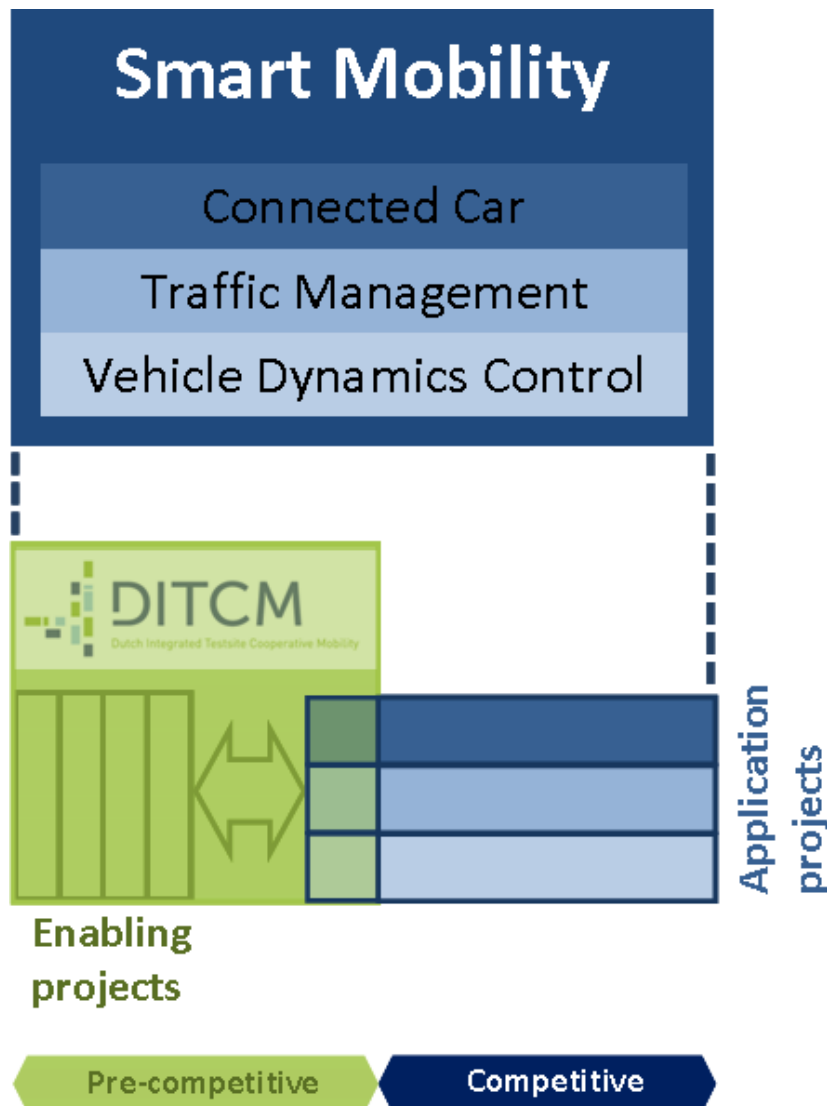 Smart Mobility
Connected Car
Traffic Management
Vehicle Dynamics Control
DITCM
Dutch Integrated Testsite Cooperative Mobility
Application
projects
Enabling
projects
Pre-competitive
Competitive